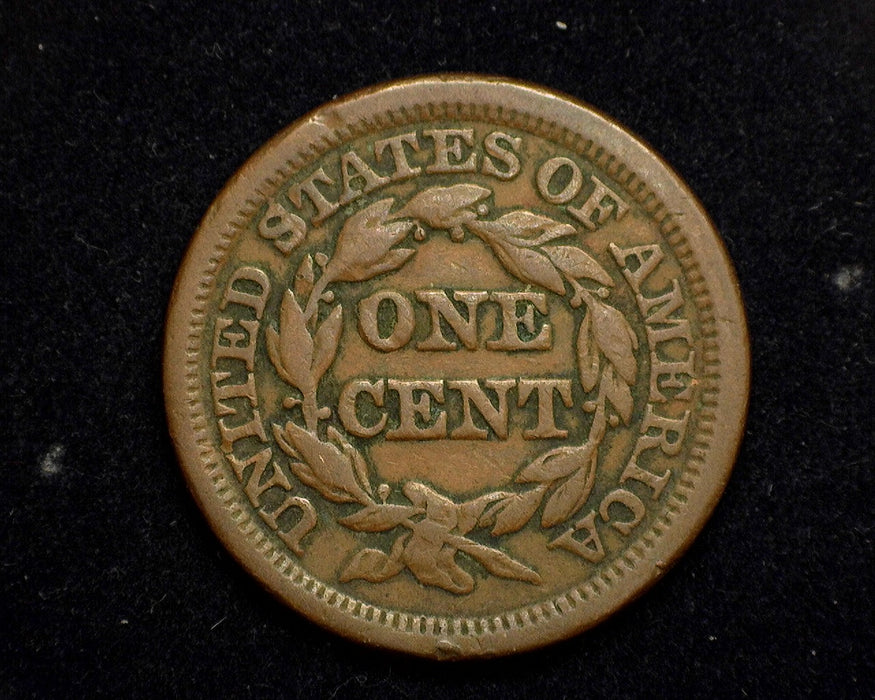 UNITED STATES OF AMERICA
ONE
CENT